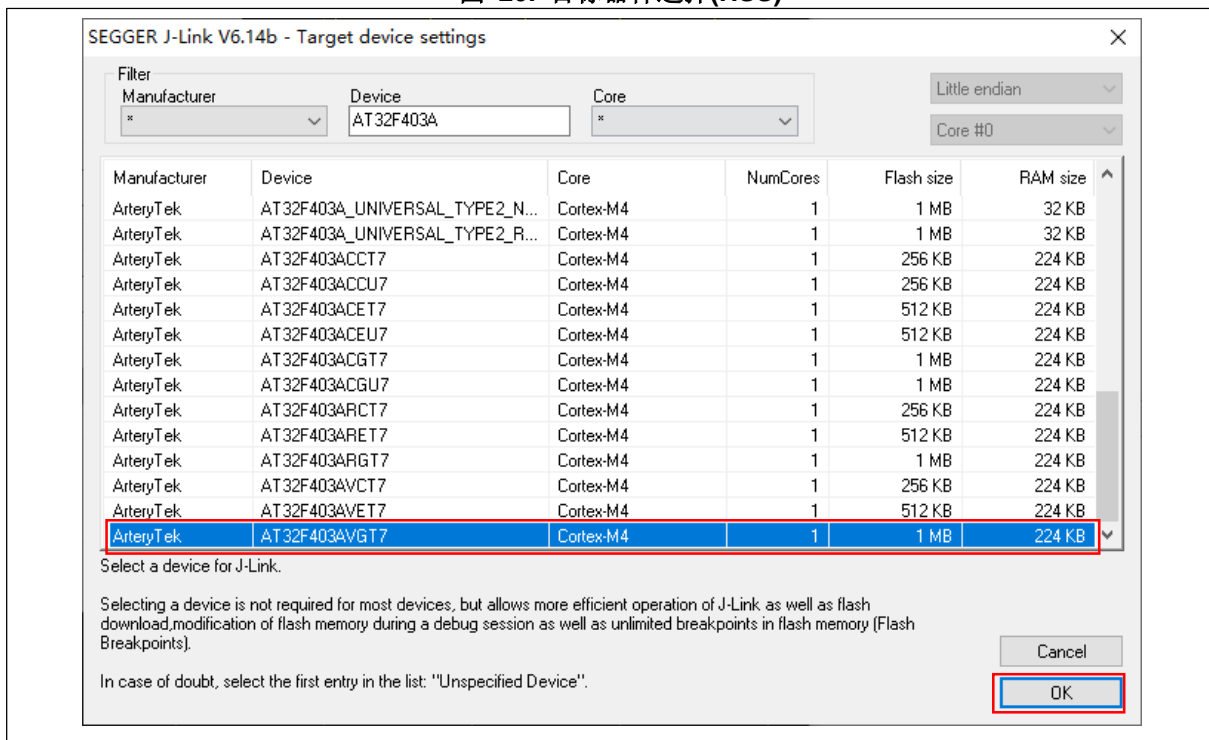 SEGGER J-Link V6.14b - Target device settings
Filter
Manufacturer Device Core
* AT32F403A *
Little endian
Core #0
Manufacturer Device Core NumCores Flash size RAM size
ArteryTek AT32F403A_UNIVERSAL_TYPE2_N... Cortex-M4 1 1 MB 32 KB
ArteryTek AT32F403A_UNIVERSAL_TYPE2_R... Cortex-M4 1 1 MB 32 KB
ArteryTek AT32F403ACCT7 Cortex-M4 1 256 KB 224 KB
ArteryTek AT32F403ACCU7 Cortex-M4 1 256 KB 224 KB
ArteryTek AT32F403ACET7 Cortex-M4 1 512 KB 224 KB
ArteryTek AT32F403ACEU7 Cortex-M4 1 512 KB 224 KB
ArteryTek AT32F403ACGT7 Cortex-M4 1 1 MB 224 KB
ArteryTek AT32F403ACGU7 Cortex-M4 1 1 MB 224 KB
ArteryTek AT32F403ARCT7 Cortex-M4 1 256 KB 224 KB
ArteryTek AT32F403ARET7 Cortex-M4 1 512 KB 224 KB
ArteryTek AT32F403ARGT7 Cortex-M4 1 1 MB 224 KB
ArteryTek AT32F403AVCT7 Cortex-M4 1 256 KB 224 KB
ArteryTek AT32F403AVET7 Cortex-M4 1 512 KB 224 KB
ArteryTek AT32F403AVGT7 Cortex-M4 1 1 MB 224 KB
Select a device for J-Link.
Selecting a device is not required for most devices, but allows more efficient operation of J-Link as well as flash
download,modification of flash memory during a debug session as well as unlimited breakpoints in flash memory (Flash
Breakpoints).
Cancel
In case of doubt, select the first entry in the list: "Unspecified Device".
OK